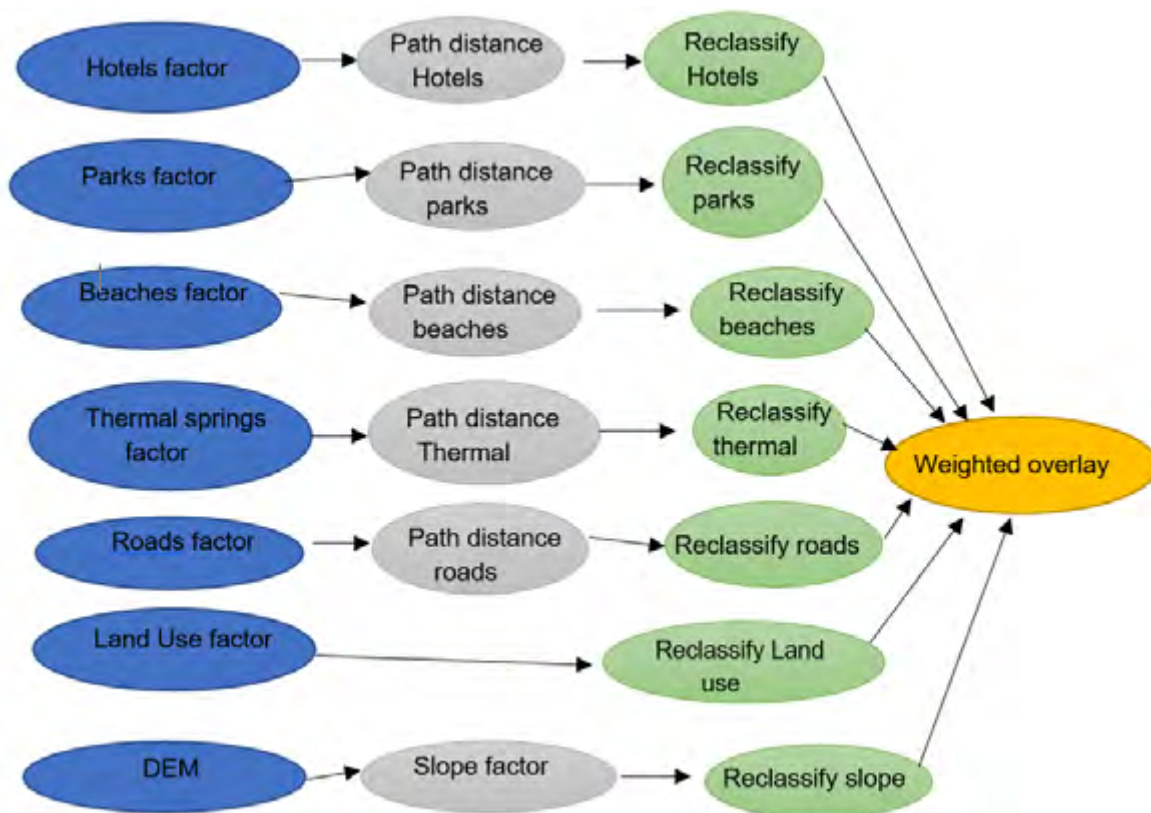 Hotels factor
Path distance
Hotels
Reclassify
Hotels
Parks factor
Path distance
parks
Reclassify
parks
Beaches factor
Path distance
beaches
Reclassify
beaches
Thermal springs
factor
Path distance
Thermal
Reclassify
thermal
Weighted overlay
Roads factor
Path distance
roads
Reclassify roads
Land Use factor
Reclassify Land
use
DEM
Slope factor
Reclassify slope